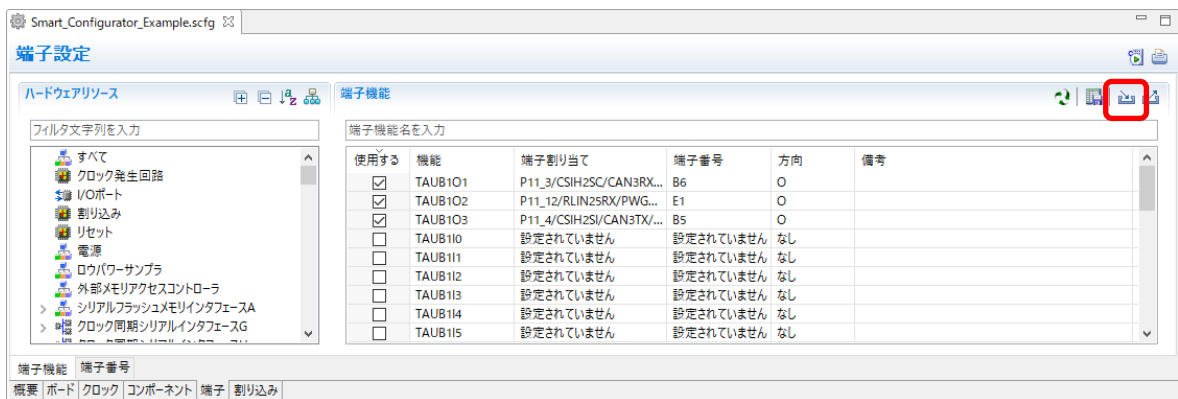 Smart_Configurator_Example.scfg
端子設定
ハードウェアリソース
端子機能
フィルタ文字列を入力
端子機能名を入力
すべて
クロック発生回路
I/Oポート
割り込み
リセット
電源
ロウパワーサンプラ
外部メモリアクセスコントローラ
シリアルフラッシュメモリインタフェースA
クロック同期シリアルインタフェースG
使用する 機能 端子割り当て 端子番号 方向 備考
TAUB1O1 P11_3/CSIH2SC/CAN3RX... B6 O
TAUB1O2 P11_12/RLIN25RX/PWG... E1 O
TAUB1O3 P11_4/CSIH2SI/CAN3TX/... B5 O
TAUB1I0 設定されていません 設定されていません なし
TAUB1I1 設定されていません 設定されていません なし
TAUB1I2 設定されていません 設定されていません なし
TAUB1I3 設定されていません 設定されていません なし
TAUB1I4 設定されていません 設定されていません なし
TAUB1I5 設定されていません 設定されていません なし
端子機能 端子番号
概要 ボード クロック コンポーネント 端子 割り込み